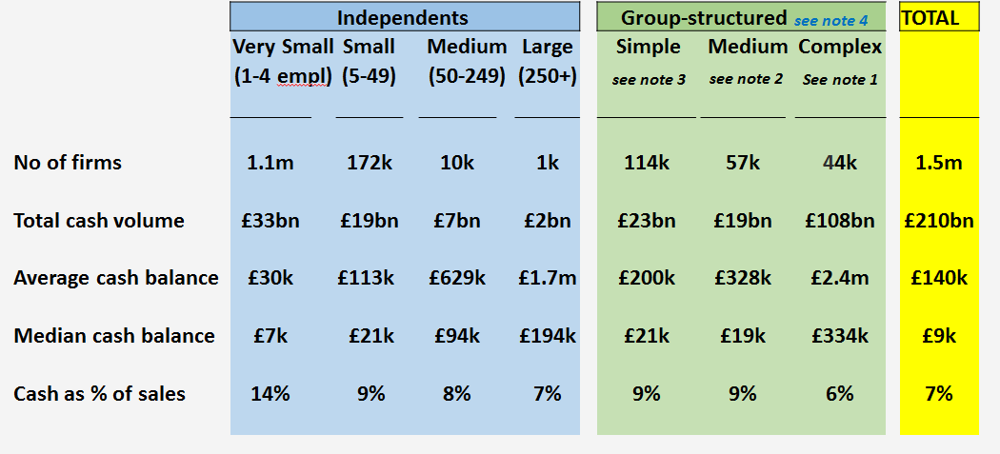 Independents Group-structured see note 4 TOTAL
Very Small Small Medium Large Simple Medium Complex
(1-4 empl) (5-49) (50-249) (250+) see note 3 see note 2 See note 1
No of firms 1.1m 172k 10k 1k 114k 57k 44k 1.5m
Total cash volume £33bn £19bn £7bn £2bn £23bn £19bn £108bn £210bn
Average cash balance £30k £113k £629k £1.7m £200k £328k £2.4m £140k
Median cash balance £7k £21k £94k £194k £21k £19k £334k £9k
Cash as % of sales 14% 9% 8% 7% 9% 9% 6% 7%